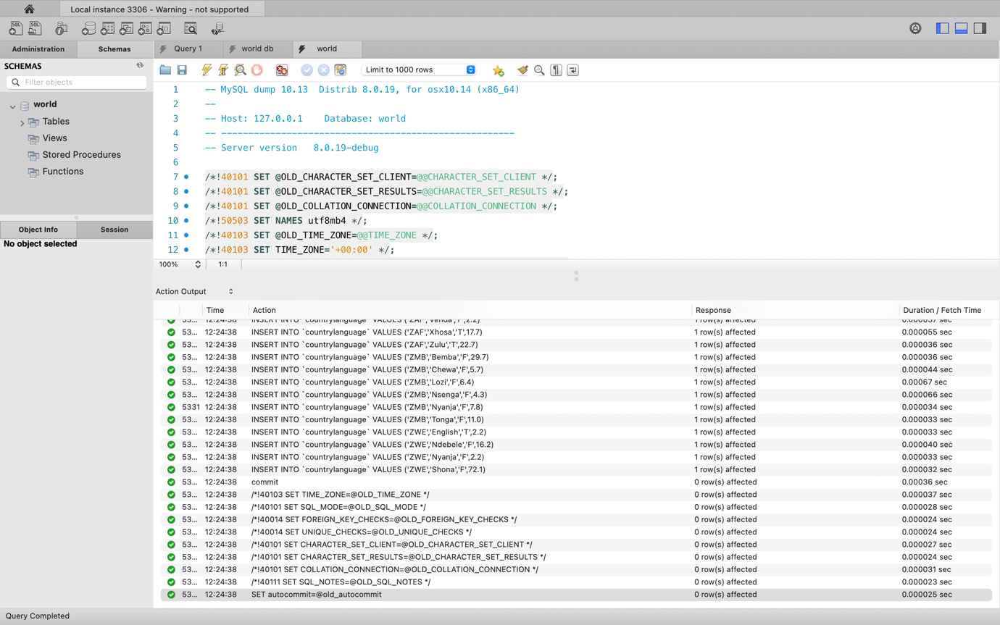 Local instance 3306 - Warning - not supported
Administration Schemas Query 1 world db world
SCHEMAS
Filter objects
Limit to 1000 rows
world
Tables
Views
Stored Procedures
Functions
Object Info Session
No object selected
1 -- MySQL dump 10.13 Distrib 8.0.19, for osx10.14 (x86_64)
2 --
3 -- Host: 127.0.0.1 Database: world
4 -- ------------------------------------------------------
5 -- Server version 8.0.19-debug
6
7 /*!40101 SET @OLD_CHARACTER_SET_CLIENT=@@CHARACTER_SET_CLIENT */;
8 /*!40101 SET @OLD_CHARACTER_SET_RESULTS=@@CHARACTER_SET_RESULTS */;
9 /*!40101 SET @OLD_COLLATION_CONNECTION=@@COLLATION_CONNECTION */;
10 /*!50503 SET NAMES utf8mb4 */;
11 /*!40103 SET @OLD_TIME_ZONE=@@TIME_ZONE */;
12 /*!40103 SET TIME_ZONE='+00:00' */;
100% 1:1
Action Output
Time Action Response Duration / Fetch Time
53... 12:24:38 INSERT INTO `countrylanguage` VALUES ('ZAF','Venda','F',2.2) 1 row(s) affected 0.000037 sec
53... 12:24:38 INSERT INTO `countrylanguage` VALUES ('ZAF','Xhosa','T',17.7) 1 row(s) affected 0.000055 sec
53... 12:24:38 INSERT INTO `countrylanguage` VALUES ('ZAF','Zulu','T',22.7) 1 row(s) affected 0.000036 sec
53... 12:24:38 INSERT INTO `countrylanguage` VALUES ('ZMB','Bemba','F',29.7) 1 row(s) affected 0.000036 sec
53... 12:24:38 INSERT INTO `countrylanguage` VALUES ('ZMB','Chewa','F',5.7) 1 row(s) affected 0.000044 sec
53... 12:24:38 INSERT INTO `countrylanguage` VALUES ('ZMB','Lozi','F',6.4) 1 row(s) affected 0.00067 sec
53... 12:24:38 INSERT INTO `countrylanguage` VALUES ('ZMB','Nsenga','F',4.3) 1 row(s) affected 0.000066 sec
5331 12:24:38 INSERT INTO `countrylanguage` VALUES ('ZMB','Nyanja','F',7.8) 1 row(s) affected 0.000034 sec
53... 12:24:38 INSERT INTO `countrylanguage` VALUES ('ZMB','Tonga','F',11.0) 1 row(s) affected 0.000033 sec
53... 12:24:38 INSERT INTO `countrylanguage` VALUES ('ZWE','English','T',2.2) 1 row(s) affected 0.000033 sec
53... 12:24:38 INSERT INTO `countrylanguage` VALUES ('ZWE','Ndebele','F',16.2) 1 row(s) affected 0.000040 sec
53... 12:24:38 INSERT INTO `countrylanguage` VALUES ('ZWE','Nyanja','F',2.2) 1 row(s) affected 0.000033 sec
53... 12:24:38 INSERT INTO `countrylanguage` VALUES ('ZWE','Shona','F',72.1) 1 row(s) affected 0.000032 sec
53... 12:24:38 commit 0 row(s) affected 0.00036 sec
53... 12:24:38 /*!40103 SET TIME_ZONE=@OLD_TIME_ZONE */ 0 row(s) affected 0.000037 sec
53... 12:24:38 /*!40101 SET SQL_MODE=@OLD_SQL_MODE */ 0 row(s) affected 0.000028 sec
53... 12:24:38 /*!40014 SET FOREIGN_KEY_CHECKS=@OLD_FOREIGN_KEY_CHECKS */ 0 row(s) affected 0.000024 sec
53... 12:24:38 /*!40014 SET UNIQUE_CHECKS=@OLD_UNIQUE_CHECKS */ 0 row(s) affected 0.000024 sec
53... 12:24:38 /*!40101 SET CHARACTER_SET_CLIENT=@OLD_CHARACTER_SET_CLIENT */ 0 row(s) affected 0.000027 sec
53... 12:24:38 /*!40101 SET CHARACTER_SET_RESULTS=@OLD_CHARACTER_SET_RESULTS */ 0 row(s) affected 0.000024 sec
53... 12:24:38 /*!40101 SET COLLATION_CONNECTION=@OLD_COLLATION_CONNECTION */ 0 row(s) affected 0.000031 sec
53... 12:24:38 /*!40111 SET SQL_NOTES=@OLD_SQL_NOTES */ 0 row(s) affected 0.000023 sec
53... 12:24:38 SET autocommit=@old_autocommit 0 row(s) affected 0.000025 sec
Query Completed